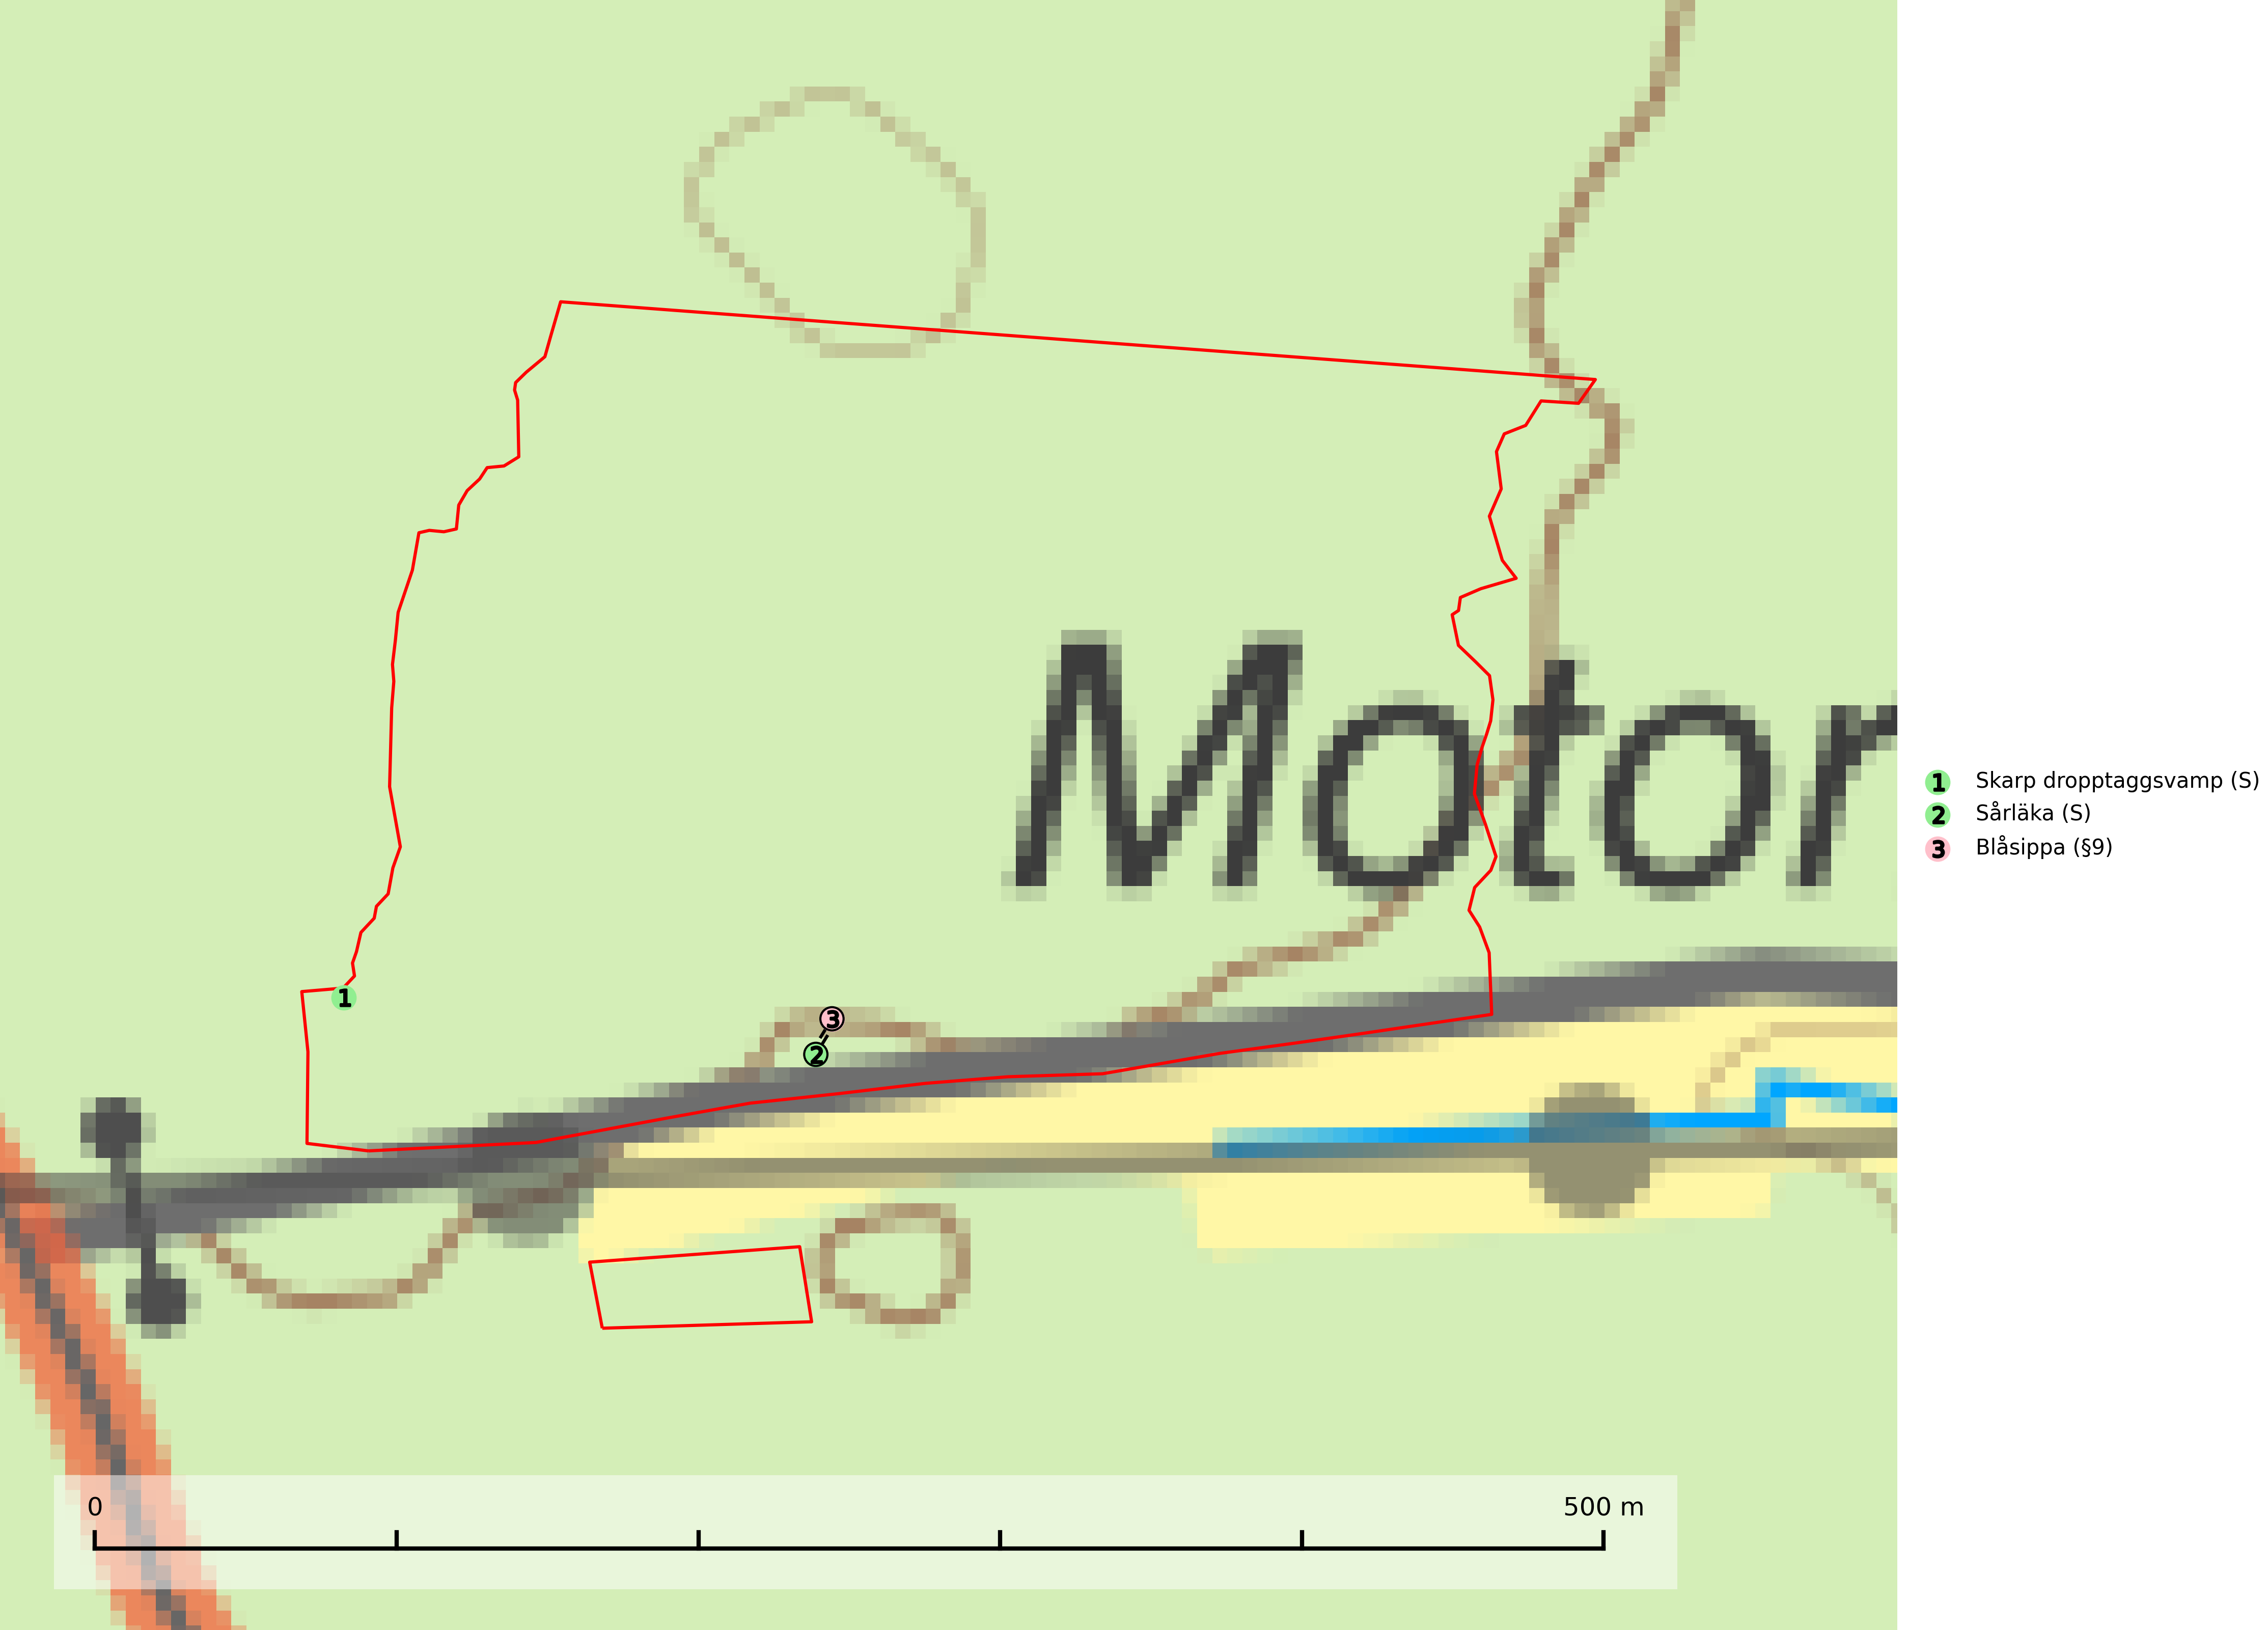 Motor
3
2
1
1 Skarp dropptaggsvamp (S)
2 Sårläka (S)
3 Blåsippa (§9)
0 500 m